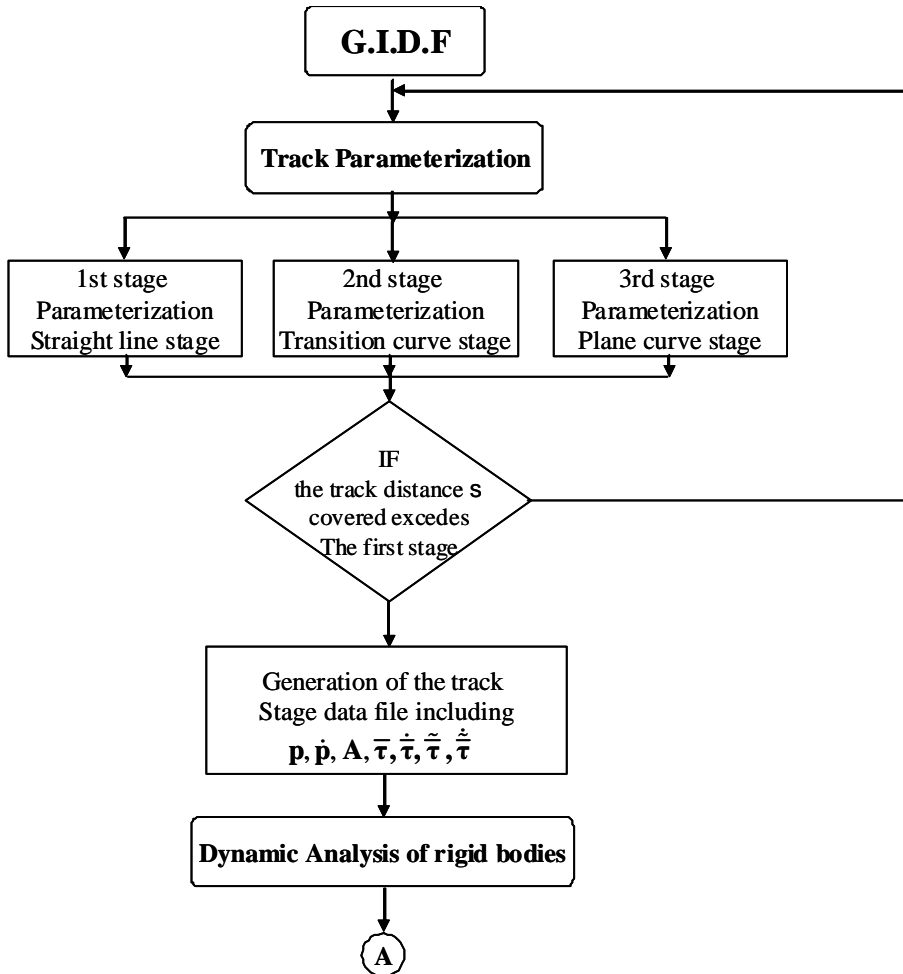 G.I.D.F
Track Parameterization
1st stage
Parameterization
Straight line stage
2nd stage
Parameterization
Transition curve stage
3rd stage
Parameterization
Plane curve stage
IF
the track distance s
covered excedes
The first stage
Generation of the track
Stage data file including
p, ṗ, A, τ̅, τ̅̇, τ̅̃, τ̅̃̇
Dynamic Analysis of rigid bodies
A